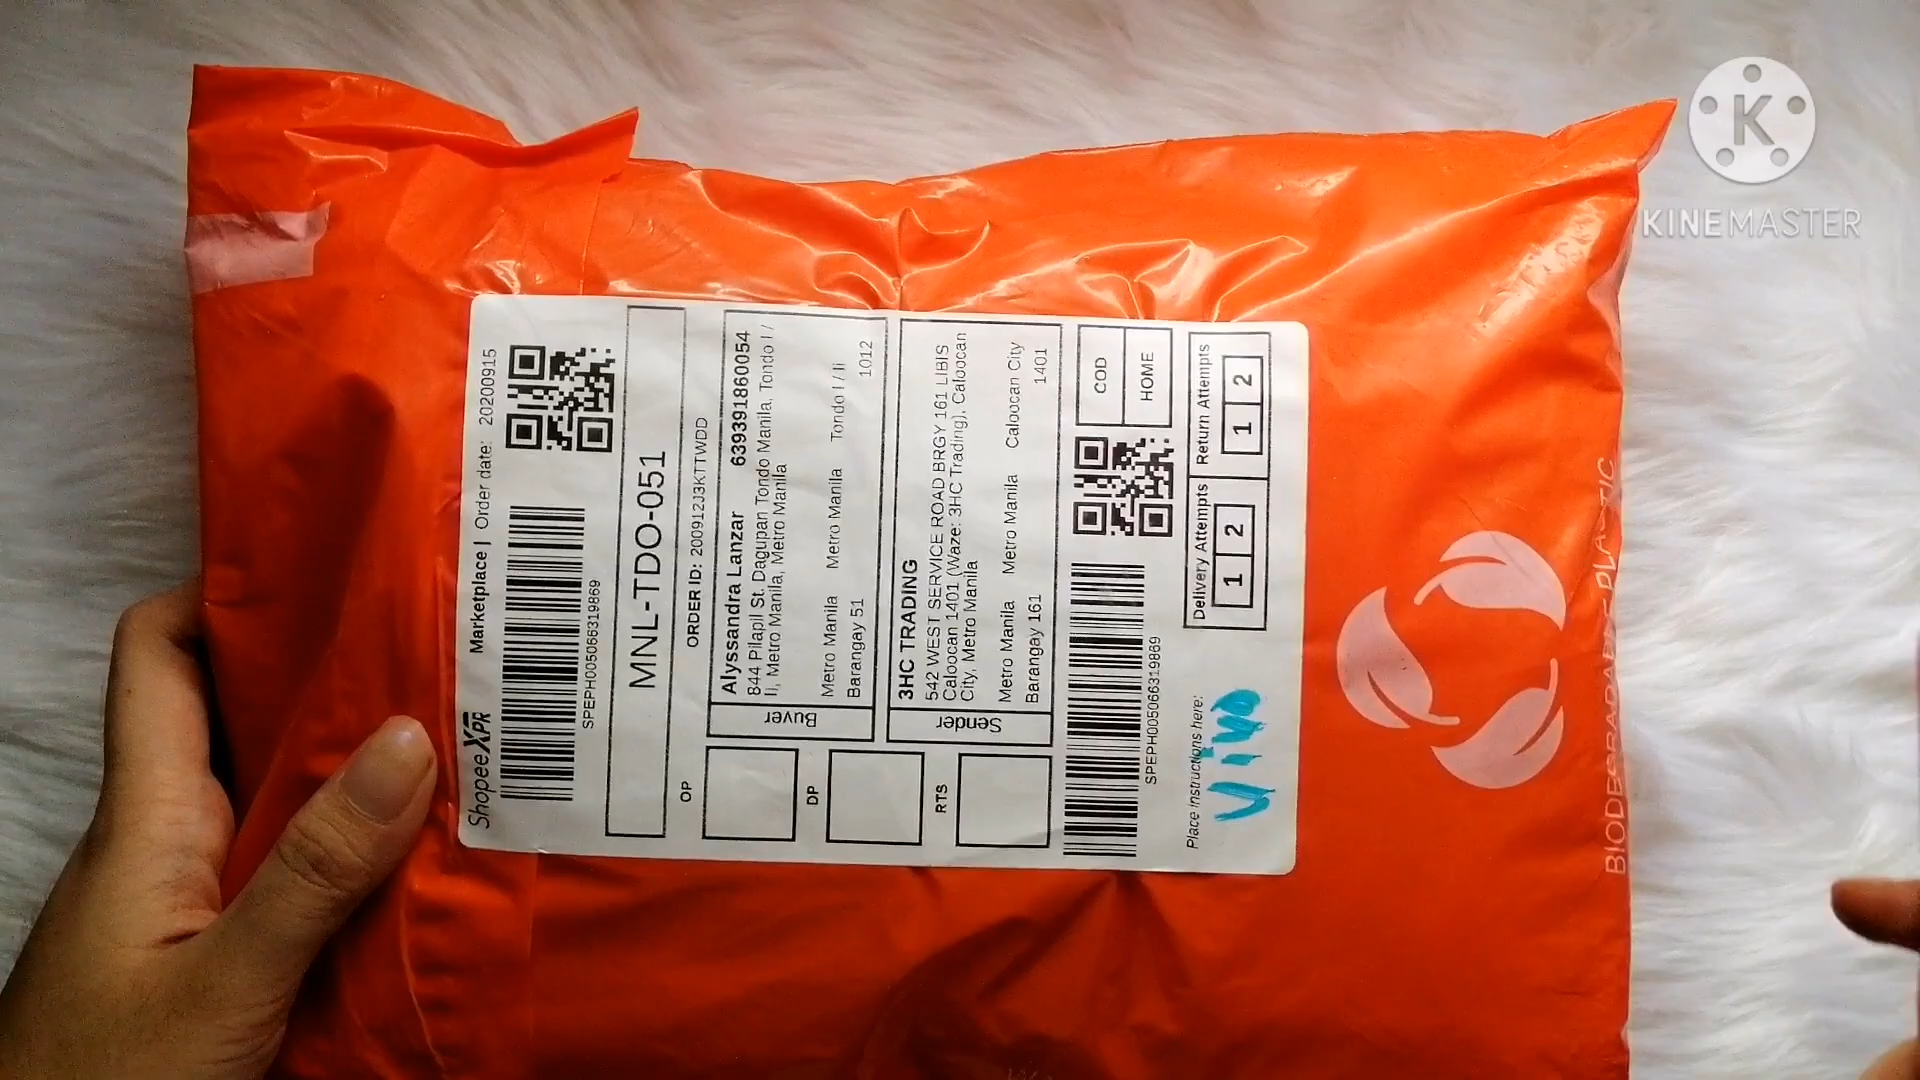 ShopeeXPR Marketplace | Order date: 20200915
SPEPH005066319869
MNL-TDO-051
ORDER ID: 200912J3KTTWDD
Buyer
Alyssandra Lanzar 639391860054
844 Pilapil St. Dagupan Tondo Manila, Tondo I /
Ii, Metro Manila, Metro Manila
Metro Manila Metro Manila Tondo I / Ii
Barangay 51 1012
Sender
3HC TRADING
542 WEST SERVICE ROAD BRGY 161 LIBIS
Caloocan 1401 (Waze: 3HC Trading), Caloocan
City, Metro Manila
Metro Manila Metro Manila Caloocan City
Barangay 161 1401
OP
DP
RTS
COD
HOME
SPEPH005066319869
Delivery Attempts Return Attempts
1 2 1 2
Place instructions here:
BIODEGRADABLE PLASTIC
K
KINEMASTER